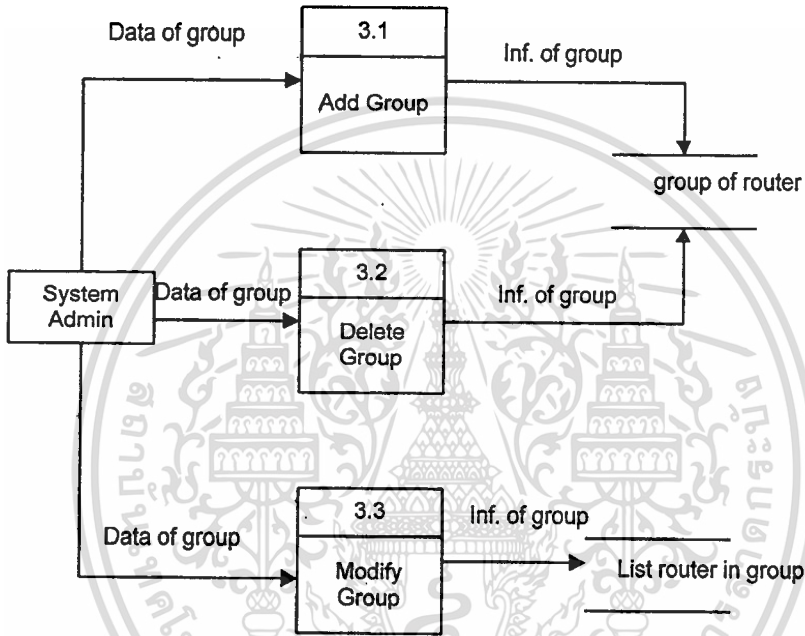 Data of group
3.1
Add Group
Inf. of group
group of router
System
Admin
Data of group
3.2
Delete
Group
Inf. of group
Data of group
3.3
Modify
Group
Inf. of group
List router in group